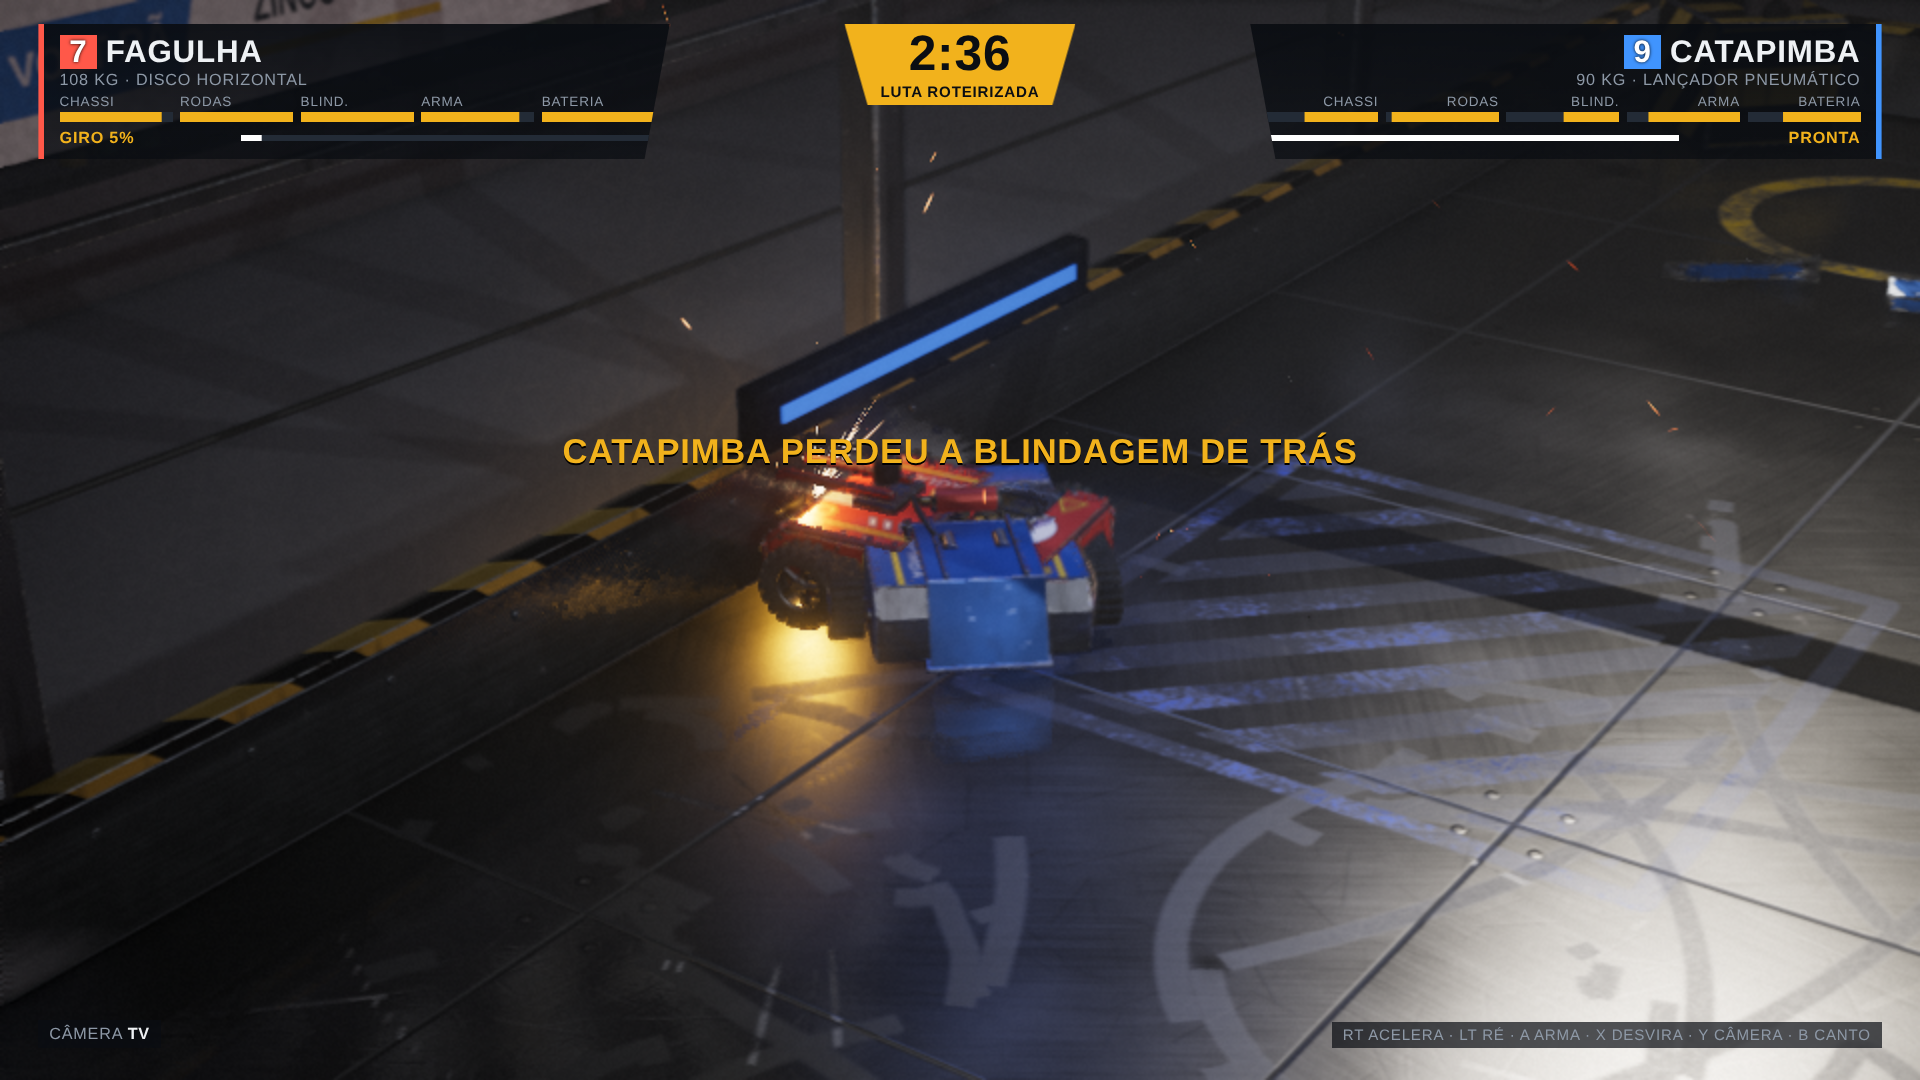 7 FAGULHA
108 KG · DISCO HORIZONTAL
CHASSI RODAS BLIND. ARMA BATERIA
GIRO 5%
2:36
LUTA ROTEIRIZADA
9 CATAPIMBA
90 KG · LANÇADOR PNEUMÁTICO
CHASSI RODAS BLIND. ARMA BATERIA
PRONTA
CATAPIMBA PERDEU A BLINDAGEM DE TRÁS
CÂMERA TV
RT ACELERA · LT RÉ · A ARMA · X DESVIRA · Y CÂMERA · B CANTO